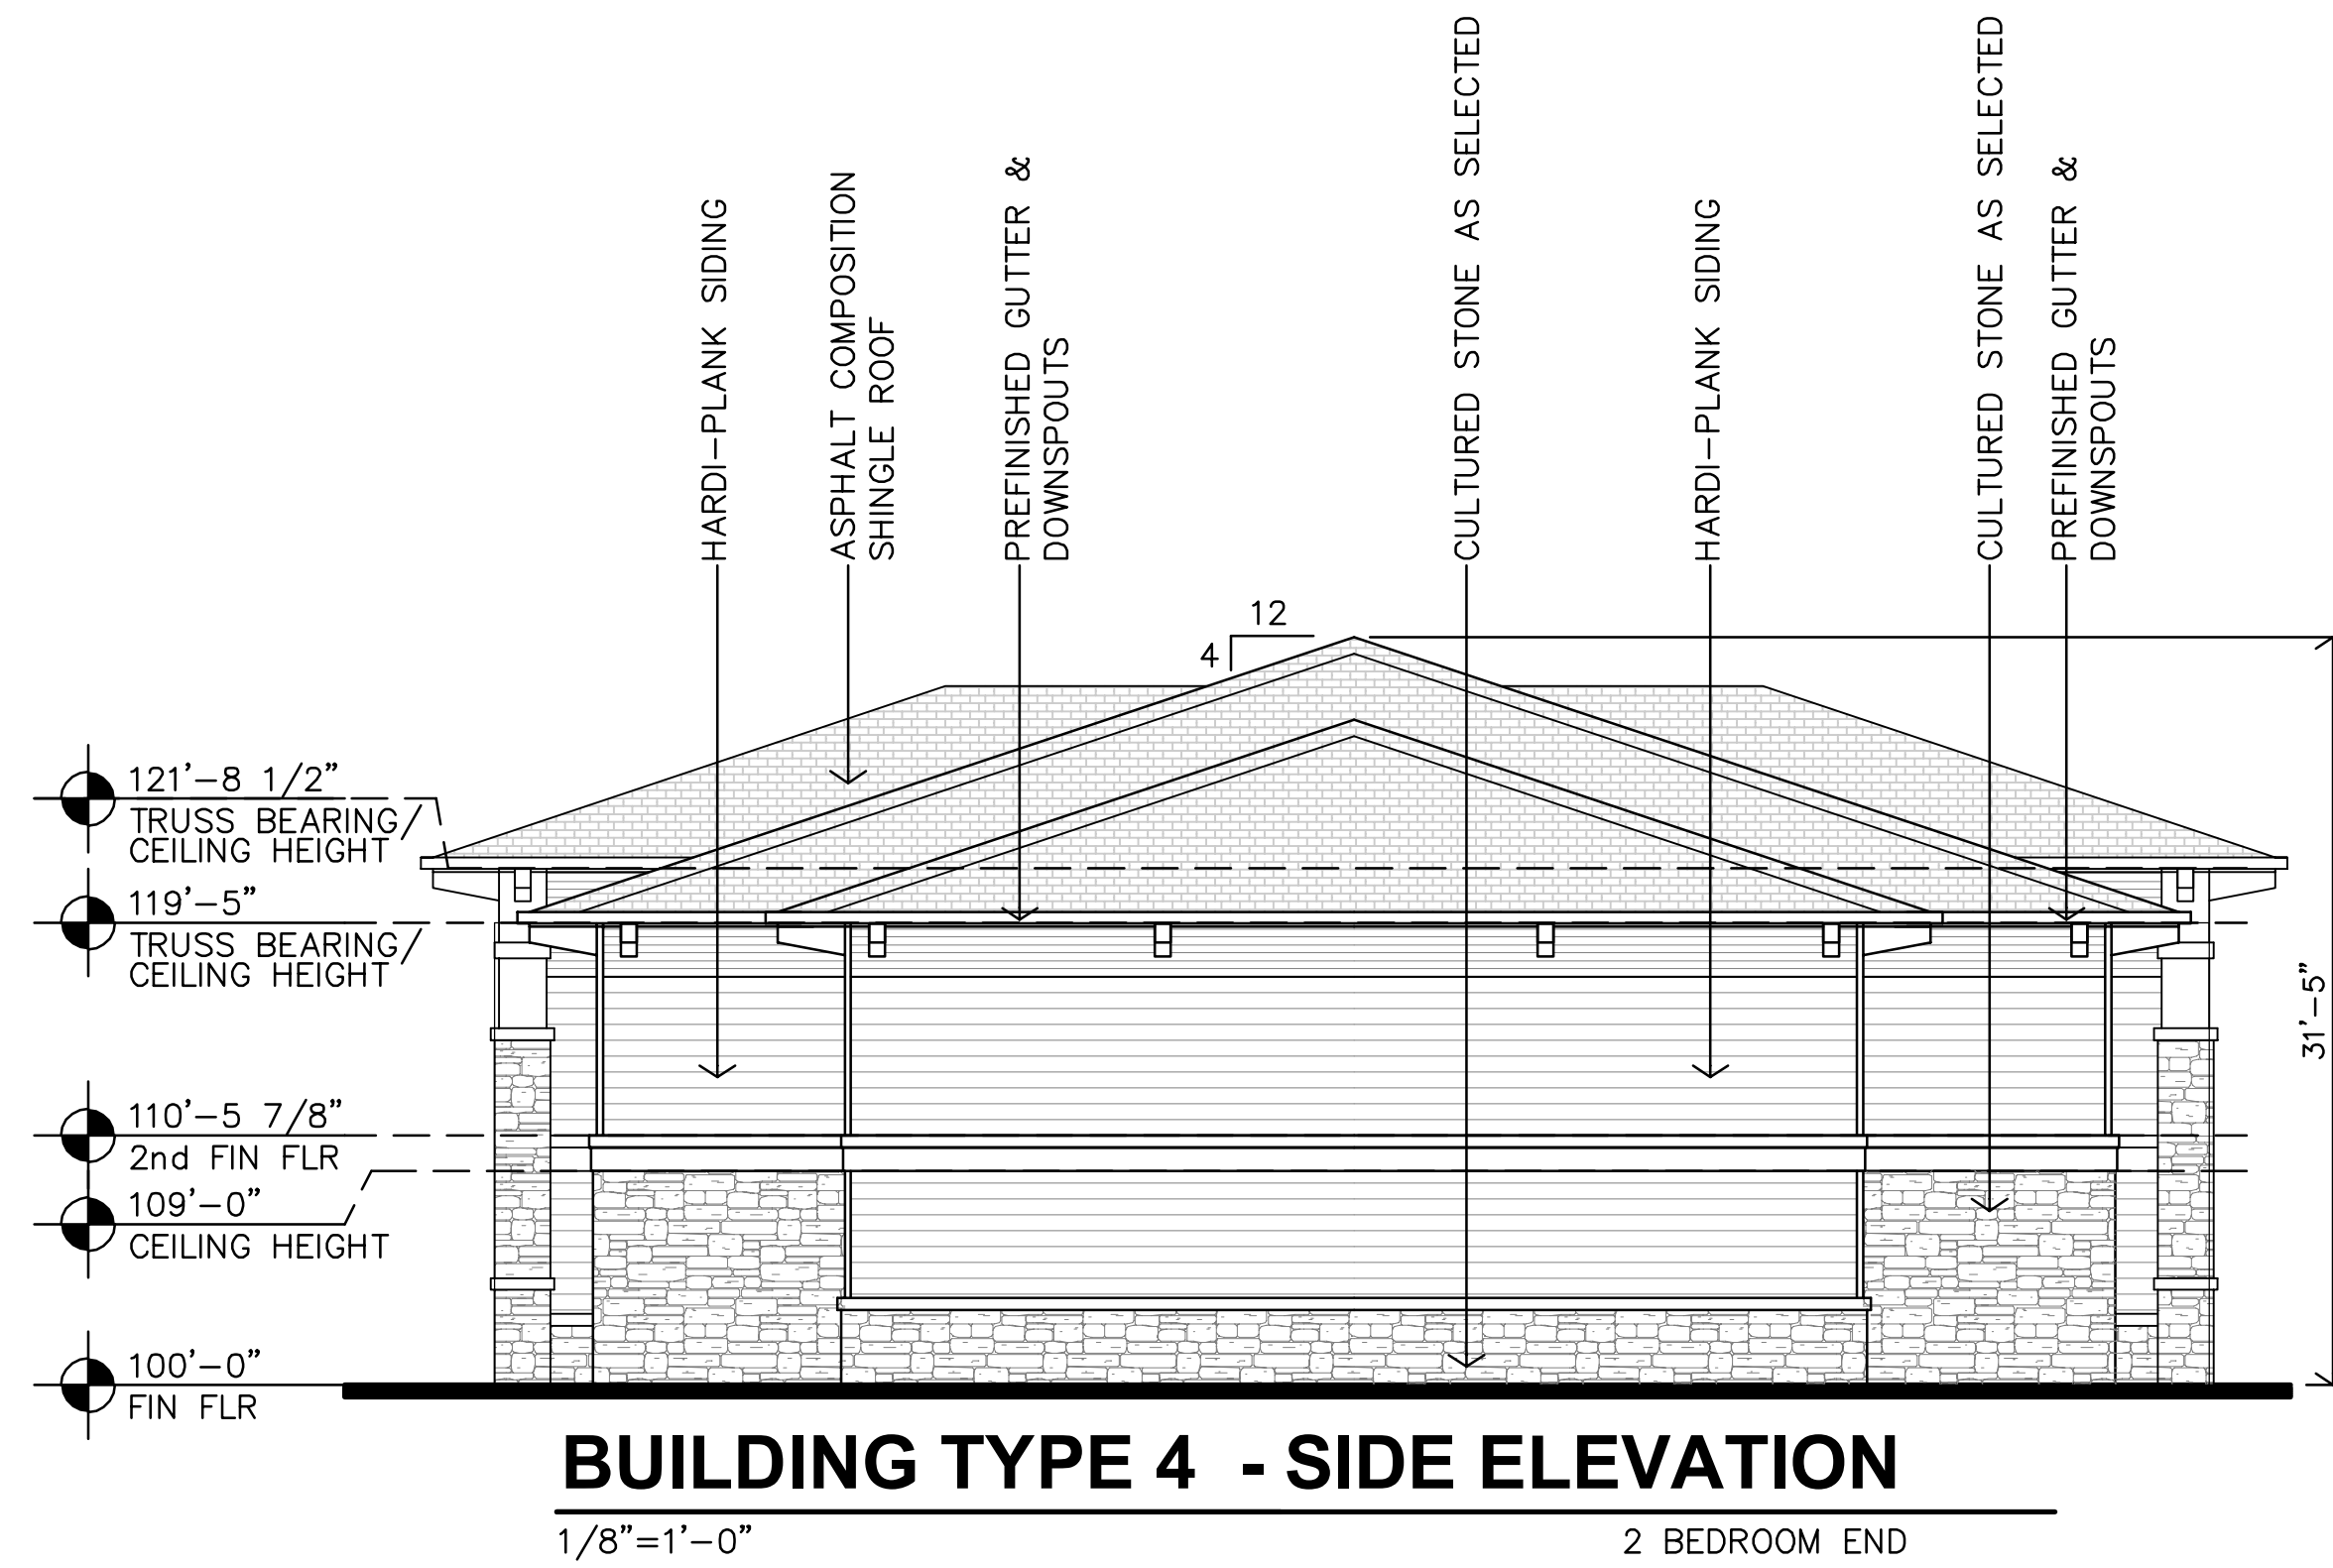 HARDI-PLANK SIDING
ASPHALT COMPOSITION
SHINGLE ROOF
PREFINISHED GUTTER &
DOWNSPOUTS
CULTURED STONE AS SELECTED
HARDI-PLANK SIDING
CULTURED STONE AS SELECTED
PREFINISHED GUTTER &
DOWNSPOUTS
12
4
121'-8 1/2"
TRUSS BEARING/
CEILING HEIGHT
119'-5"
TRUSS BEARING/
CEILING HEIGHT
31'-5"
110'-5 7/8"
2nd FIN FLR
109'-0"
CEILING HEIGHT
100'-0"
FIN FLR
BUILDING TYPE 4 - SIDE ELEVATION
1/8"=1'-0"
2 BEDROOM END